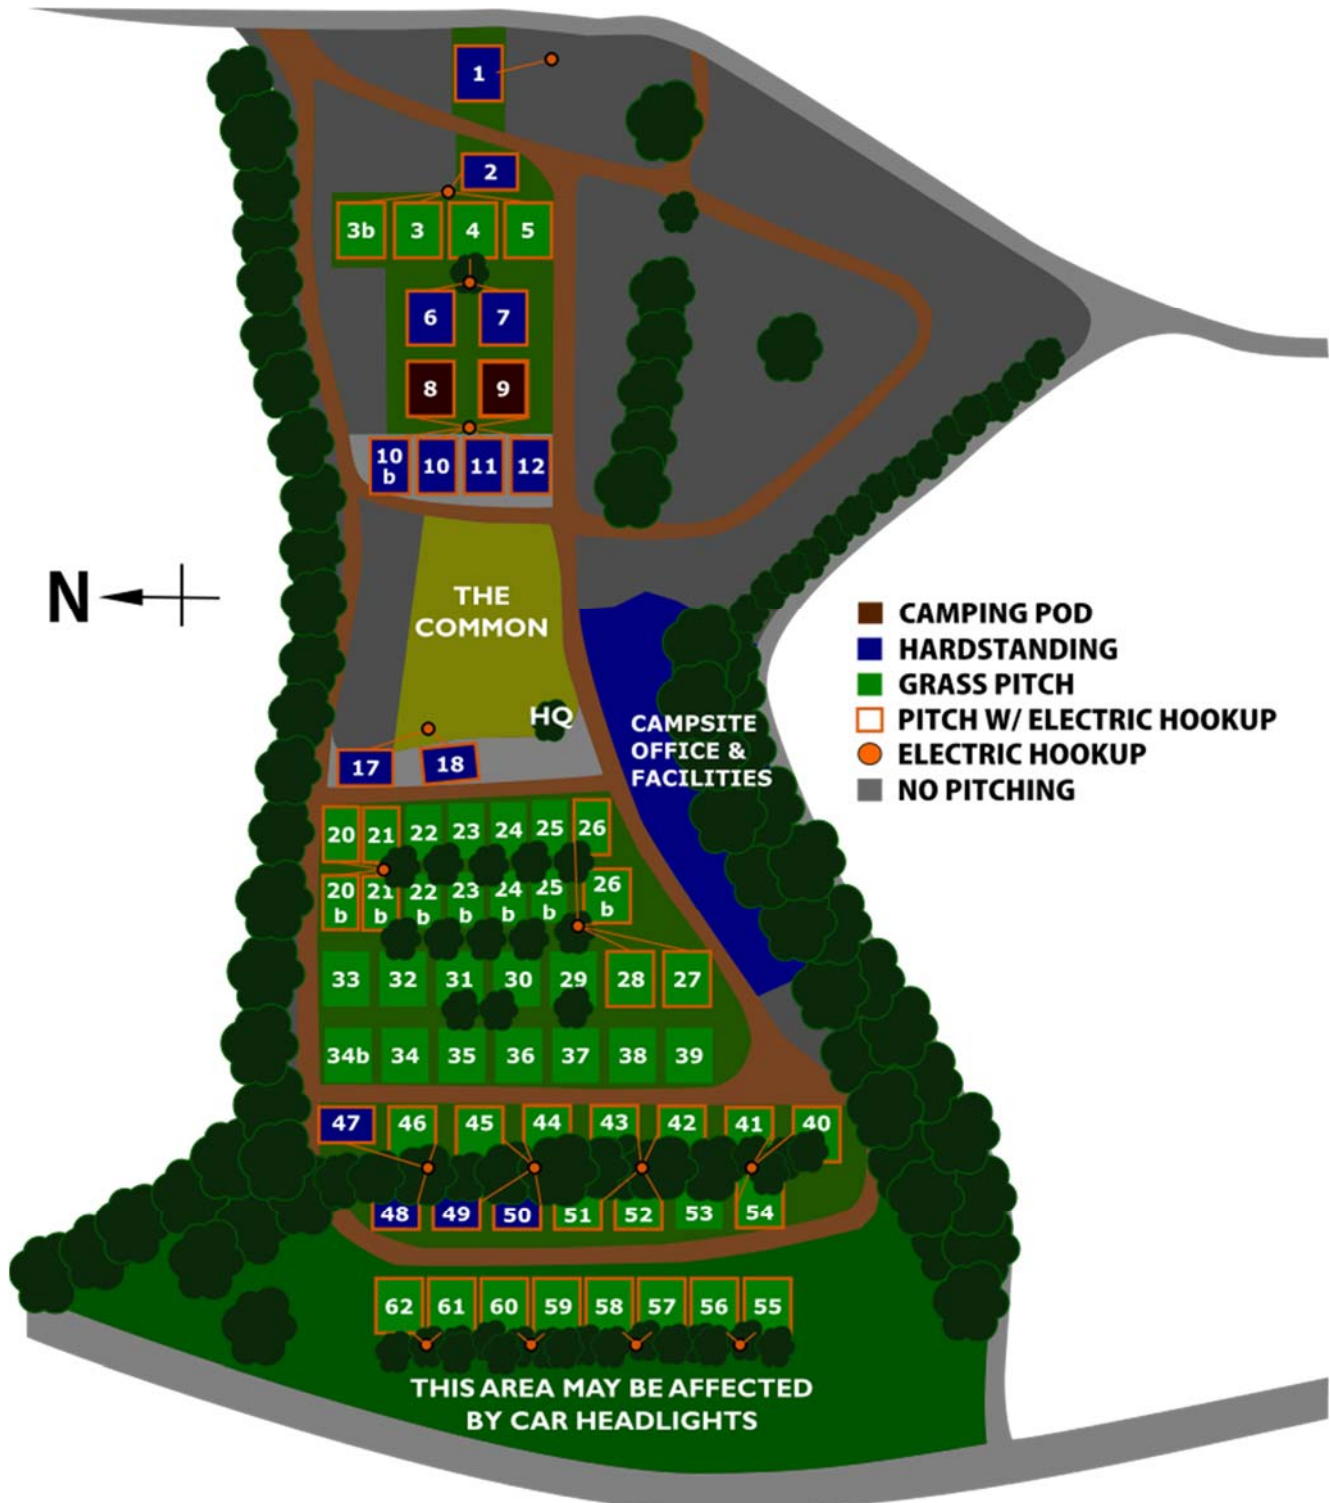 1
2
3b 3 4 5
6 7
8 9
10 b 10 11 12
N
THE
COMMON
HQ
CAMPSITE
OFFICE &
FACILITIES
CAMPING POD
HARDSTANDING
GRASS PITCH
PITCH W/ ELECTRIC HOOKUP
ELECTRIC HOOKUP
NO PITCHING
17 18
20 21 22 23 24 25 26
20 b 21 b 22 b 23 b 24 b 25 b 26 b
33 32 31 30 29 28 27
34b 34 35 36 37 38 39
47 46 45 44 43 42 41 40
48 49 50 51 52 53 54
62 61 60 59 58 57 56 55
THIS AREA MAY BE AFFECTED
BY CAR HEADLIGHTS